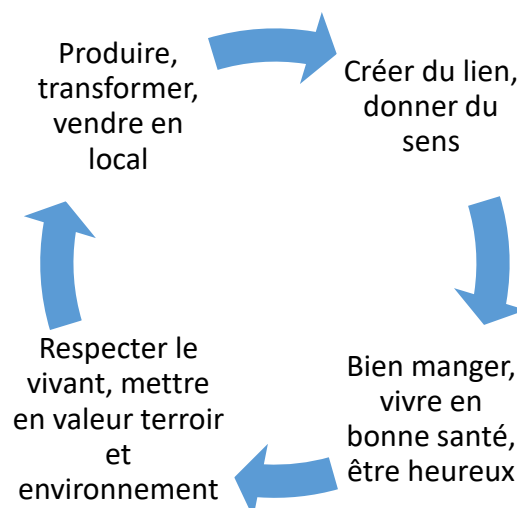 Produire,
transformer,
vendre en
local
Créer du lien,
donner du
sens
Bien manger,
vivre en
bonne santé,
être heureux
Respecter le
vivant, mettre
en valeur terroir
et
environnement